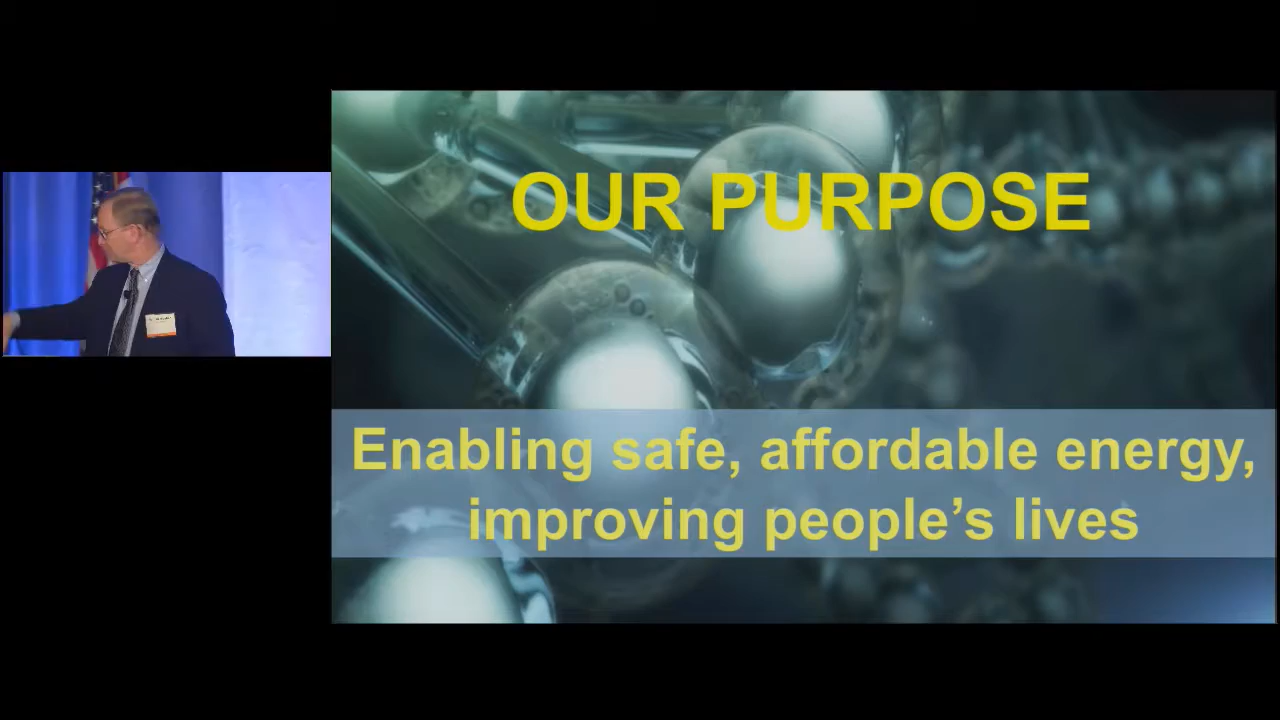 OUR PURPOSE
Enabling safe, affordable energy,
improving people's lives